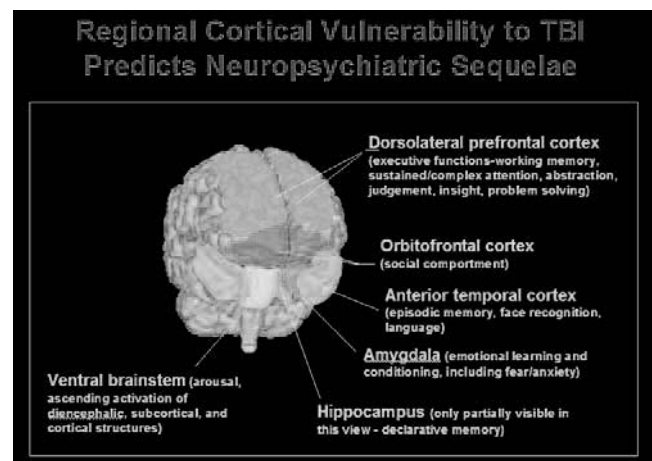 Regional Cortical Vulnerability to TBI
Predicts Neuropsychiatric Sequelae
Dorsolateral prefrontal cortex
(executive functions-working memory,
sustained/complex attention, abstraction,
judgement, insight, problem solving)
Orbitofrontal cortex
(social comportment)
Anterior temporal cortex
(episodic memory, face recognition,
language)
Amygdala (emotional learning and
conditioning, including fear/anxiety)
Ventral brainstem (arousal,
ascending activation of
diencephalic, subcortical, and
cortical structures)
Hippocampus (only partially visible in
this view - declarative memory)